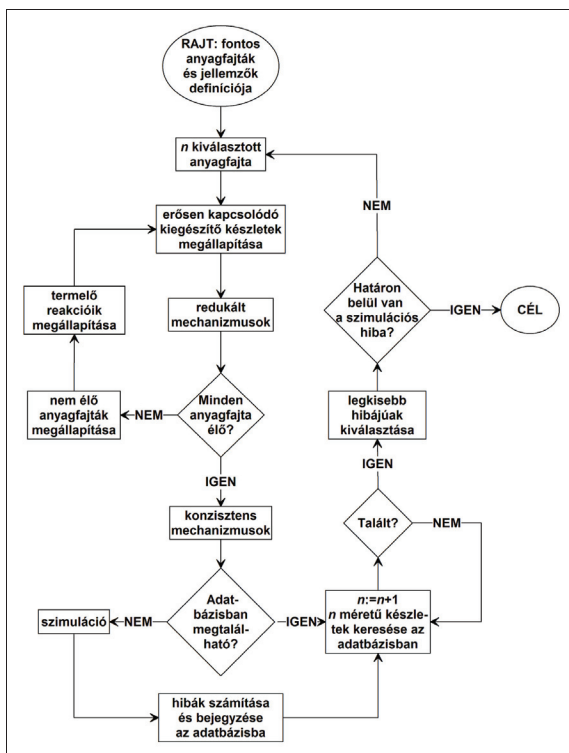 RAJT: fontos
anyagfajták
és jellemzők
definíciója
n kiválasztott
anyagfajta
erősen kapcsolódó
kiegészítő készletek
megállapítása
termelő
reakcióik
megállapítása
redukált
mechanizmusok
nem élő
anyagfajták
megállapítása
NEM
Minden
anyagfajta
élő?
IGEN
konzisztens
mechanizmusok
szimuláció
NEM
Adat-
bázisban
megtalál-
ható?
IGEN
hibák számítása
és bejegyzése
az adatbázisba
n:=n+1
n méretű készle-
tek keresése az
adatbázisban
Talált?
NEM
IGEN
legkisebb
hibájúak
kiválasztása
Határon
belül van
a szimulációs
hiba?
NEM
IGEN
CÉL